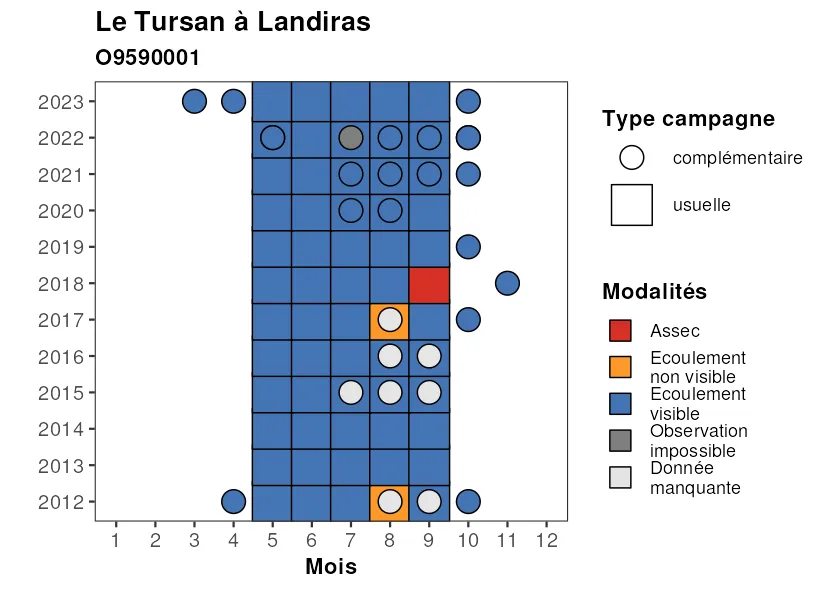 Le Tursan à Landiras
O9590001
2023
2022
2021
2020
2019
2018
2017
2016
2015
2014
2013
2012
1 2 3 4 5 6 7 8 9 10 11 12
Mois
Type campagne
complémentaire
usuelle
Modalités
Assec
Ecoulement
non visible
Ecoulement
visible
Observation
impossible
Donnée
manquante